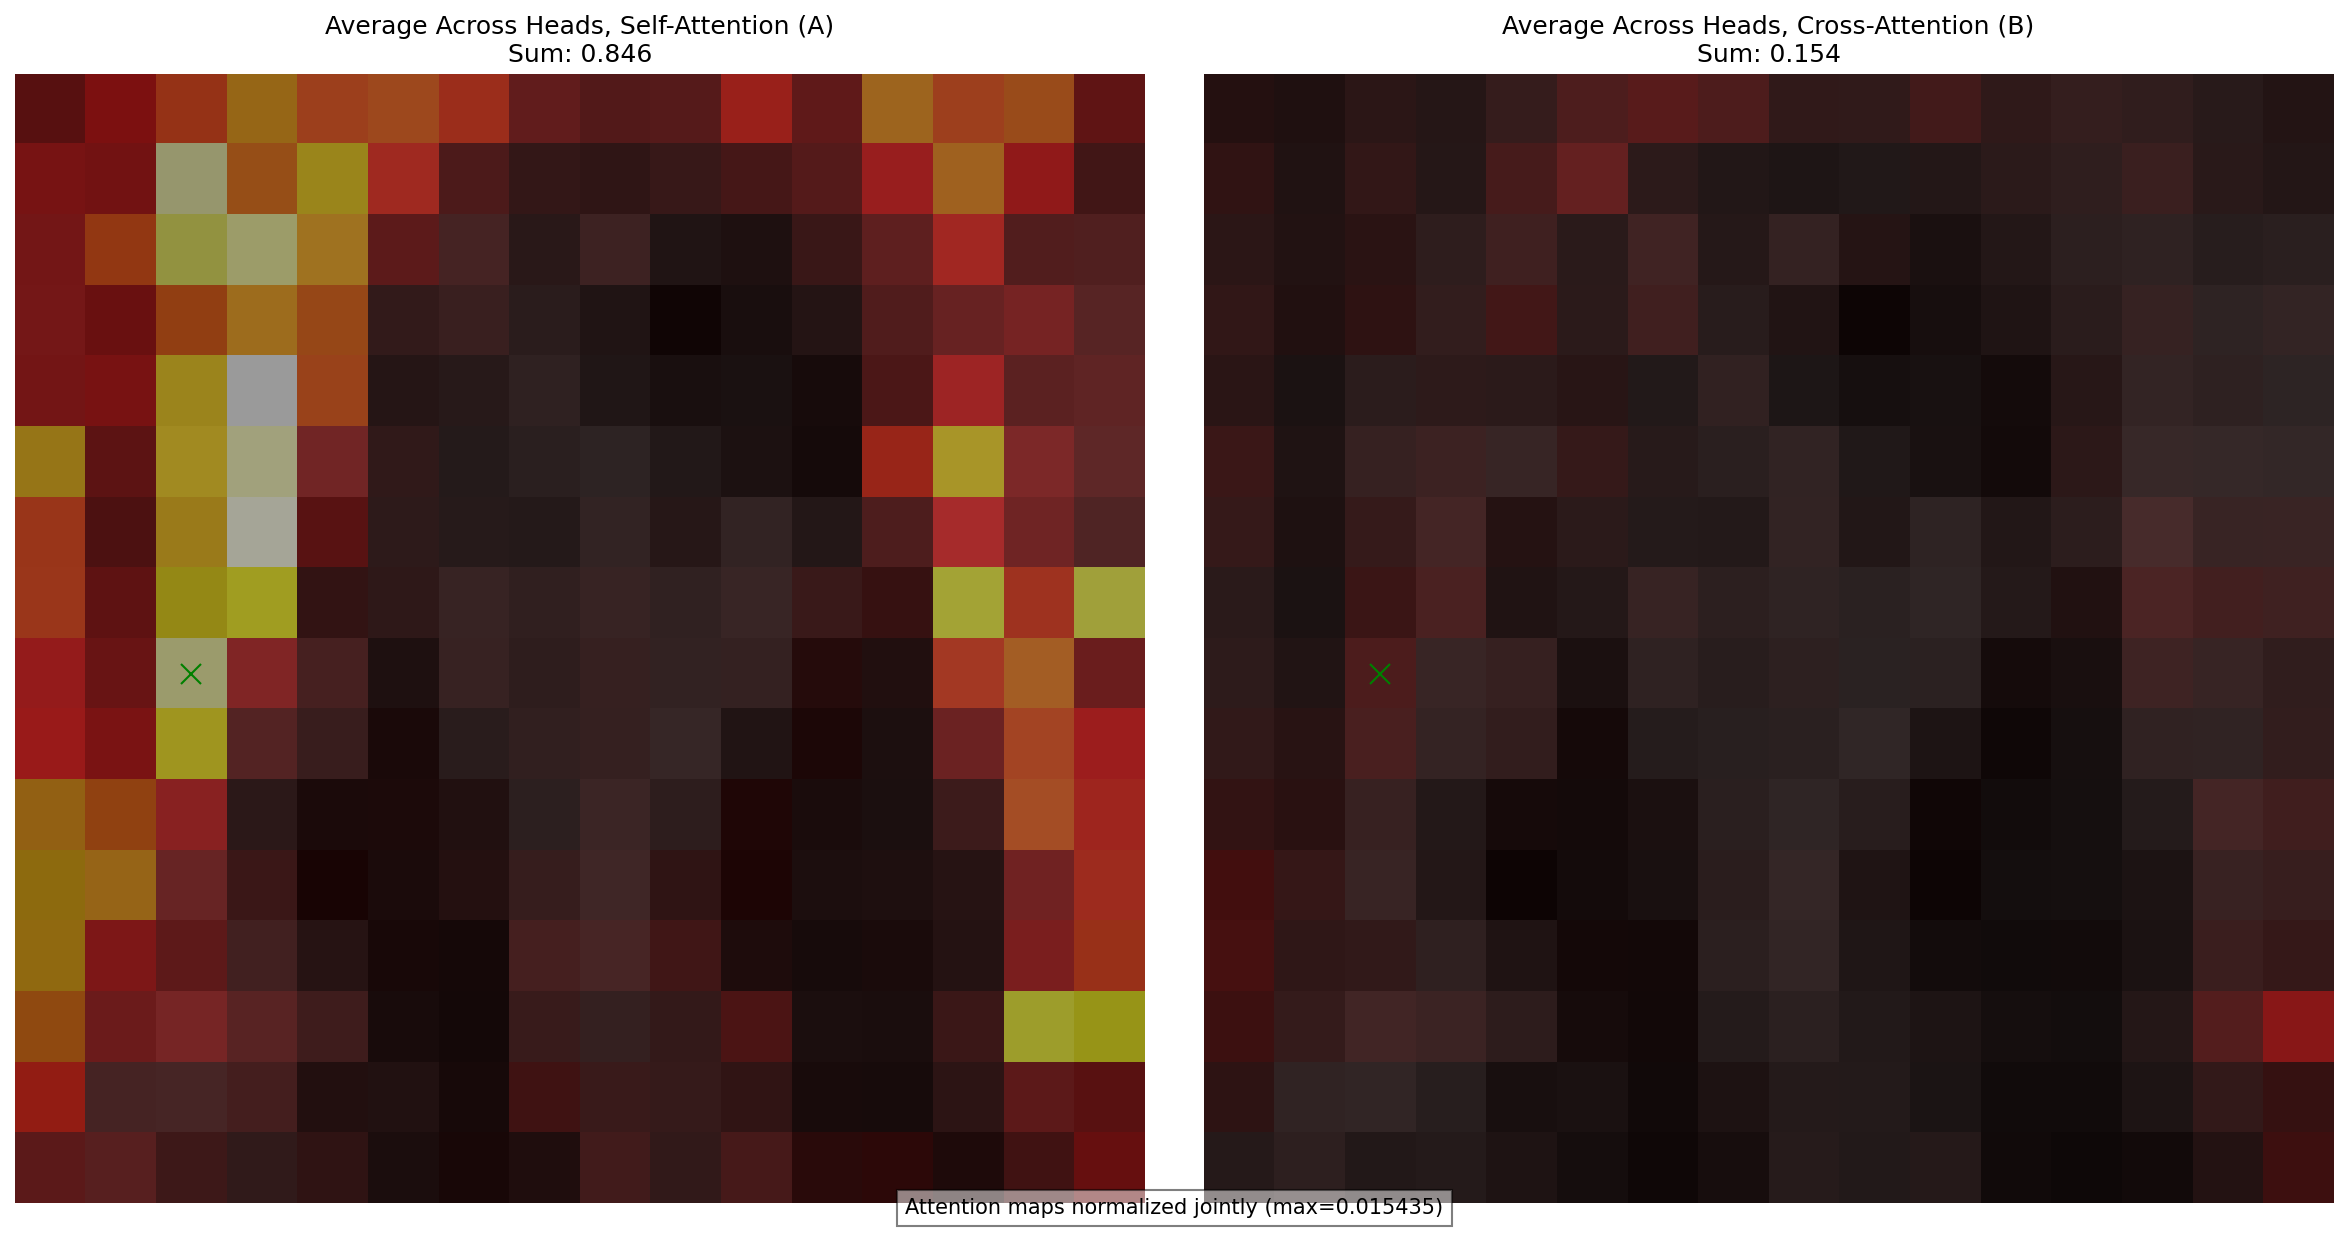 Average Across Heads, Self-Attention (A)
Sum: 0.846
Average Across Heads, Cross-Attention (B)
Sum: 0.154
Attention maps normalized jointly (max=0.015435)